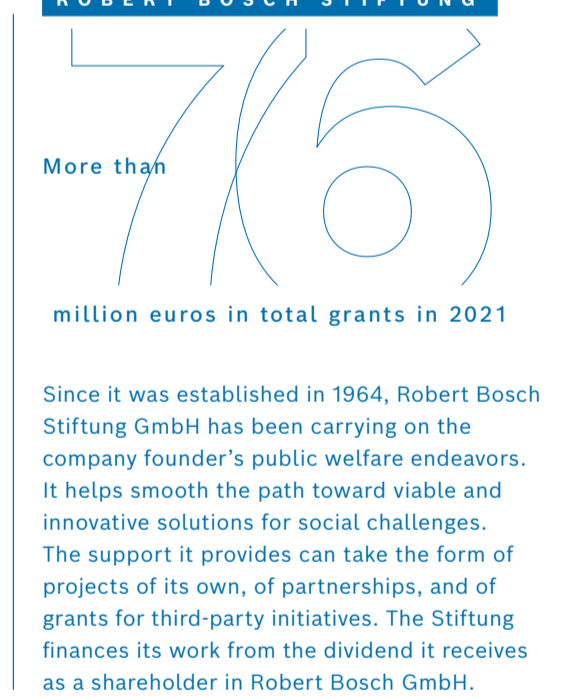 ROBERT BOSCH STIFTUNG
76
More than
million euros in total grants in 2021
Since it was established in 1964, Robert Bosch
Stiftung GmbH has been carrying on the
company founder’s public welfare endeavors.
It helps smooth the path toward viable and
innovative solutions for social challenges.
The support it provides can take the form of
projects of its own, of partnerships, and of
grants for third-party initiatives. The Stiftung
finances its work from the dividend it receives
as a shareholder in Robert Bosch GmbH.